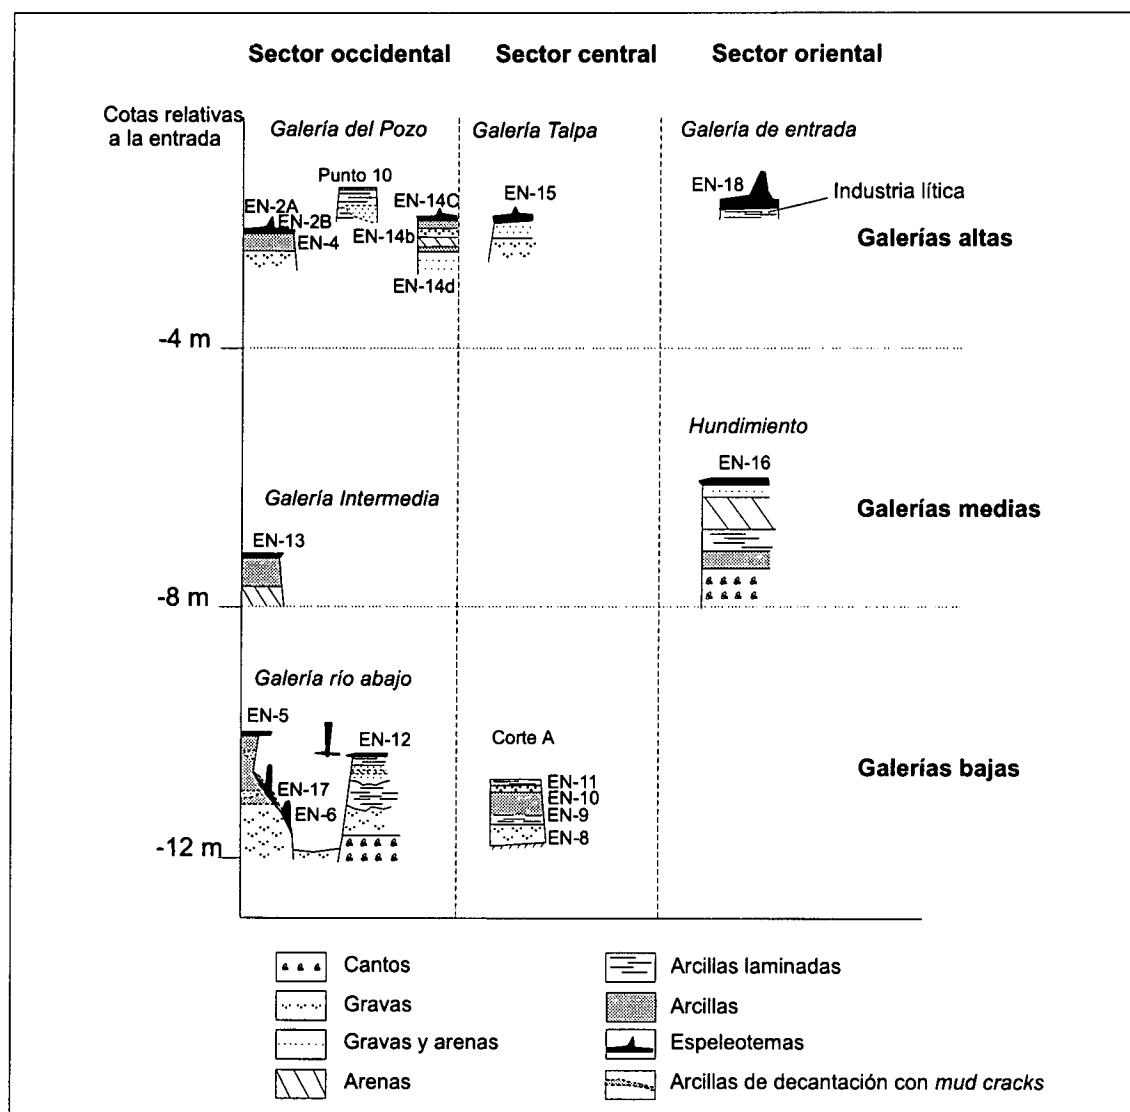 Sector occidental
Sector central
Sector oriental
Cotas relativas
a la entrada
Galería del Pozo
Galería Talpa
Galería de entrada
Punto 10
EN-2A
EN-2B
EN-4
EN-14C
EN-14b
EN-14d
EN-15
EN-18
Industria lítica
Galerías altas
-4 m
Hundimiento
EN-16
Galería Intermedia
EN-13
Galerías medias
-8 m
Galería río abajo
EN-5
EN-17
EN-6
EN-12
Corte A
EN-11
EN-10
EN-9
EN-8
Galerías bajas
-12 m
Cantos
Gravas
Gravas y arenas
Arenas
Arcillas laminadas
Arcillas
Espeleotemas
Arcillas de decantación con mud cracks